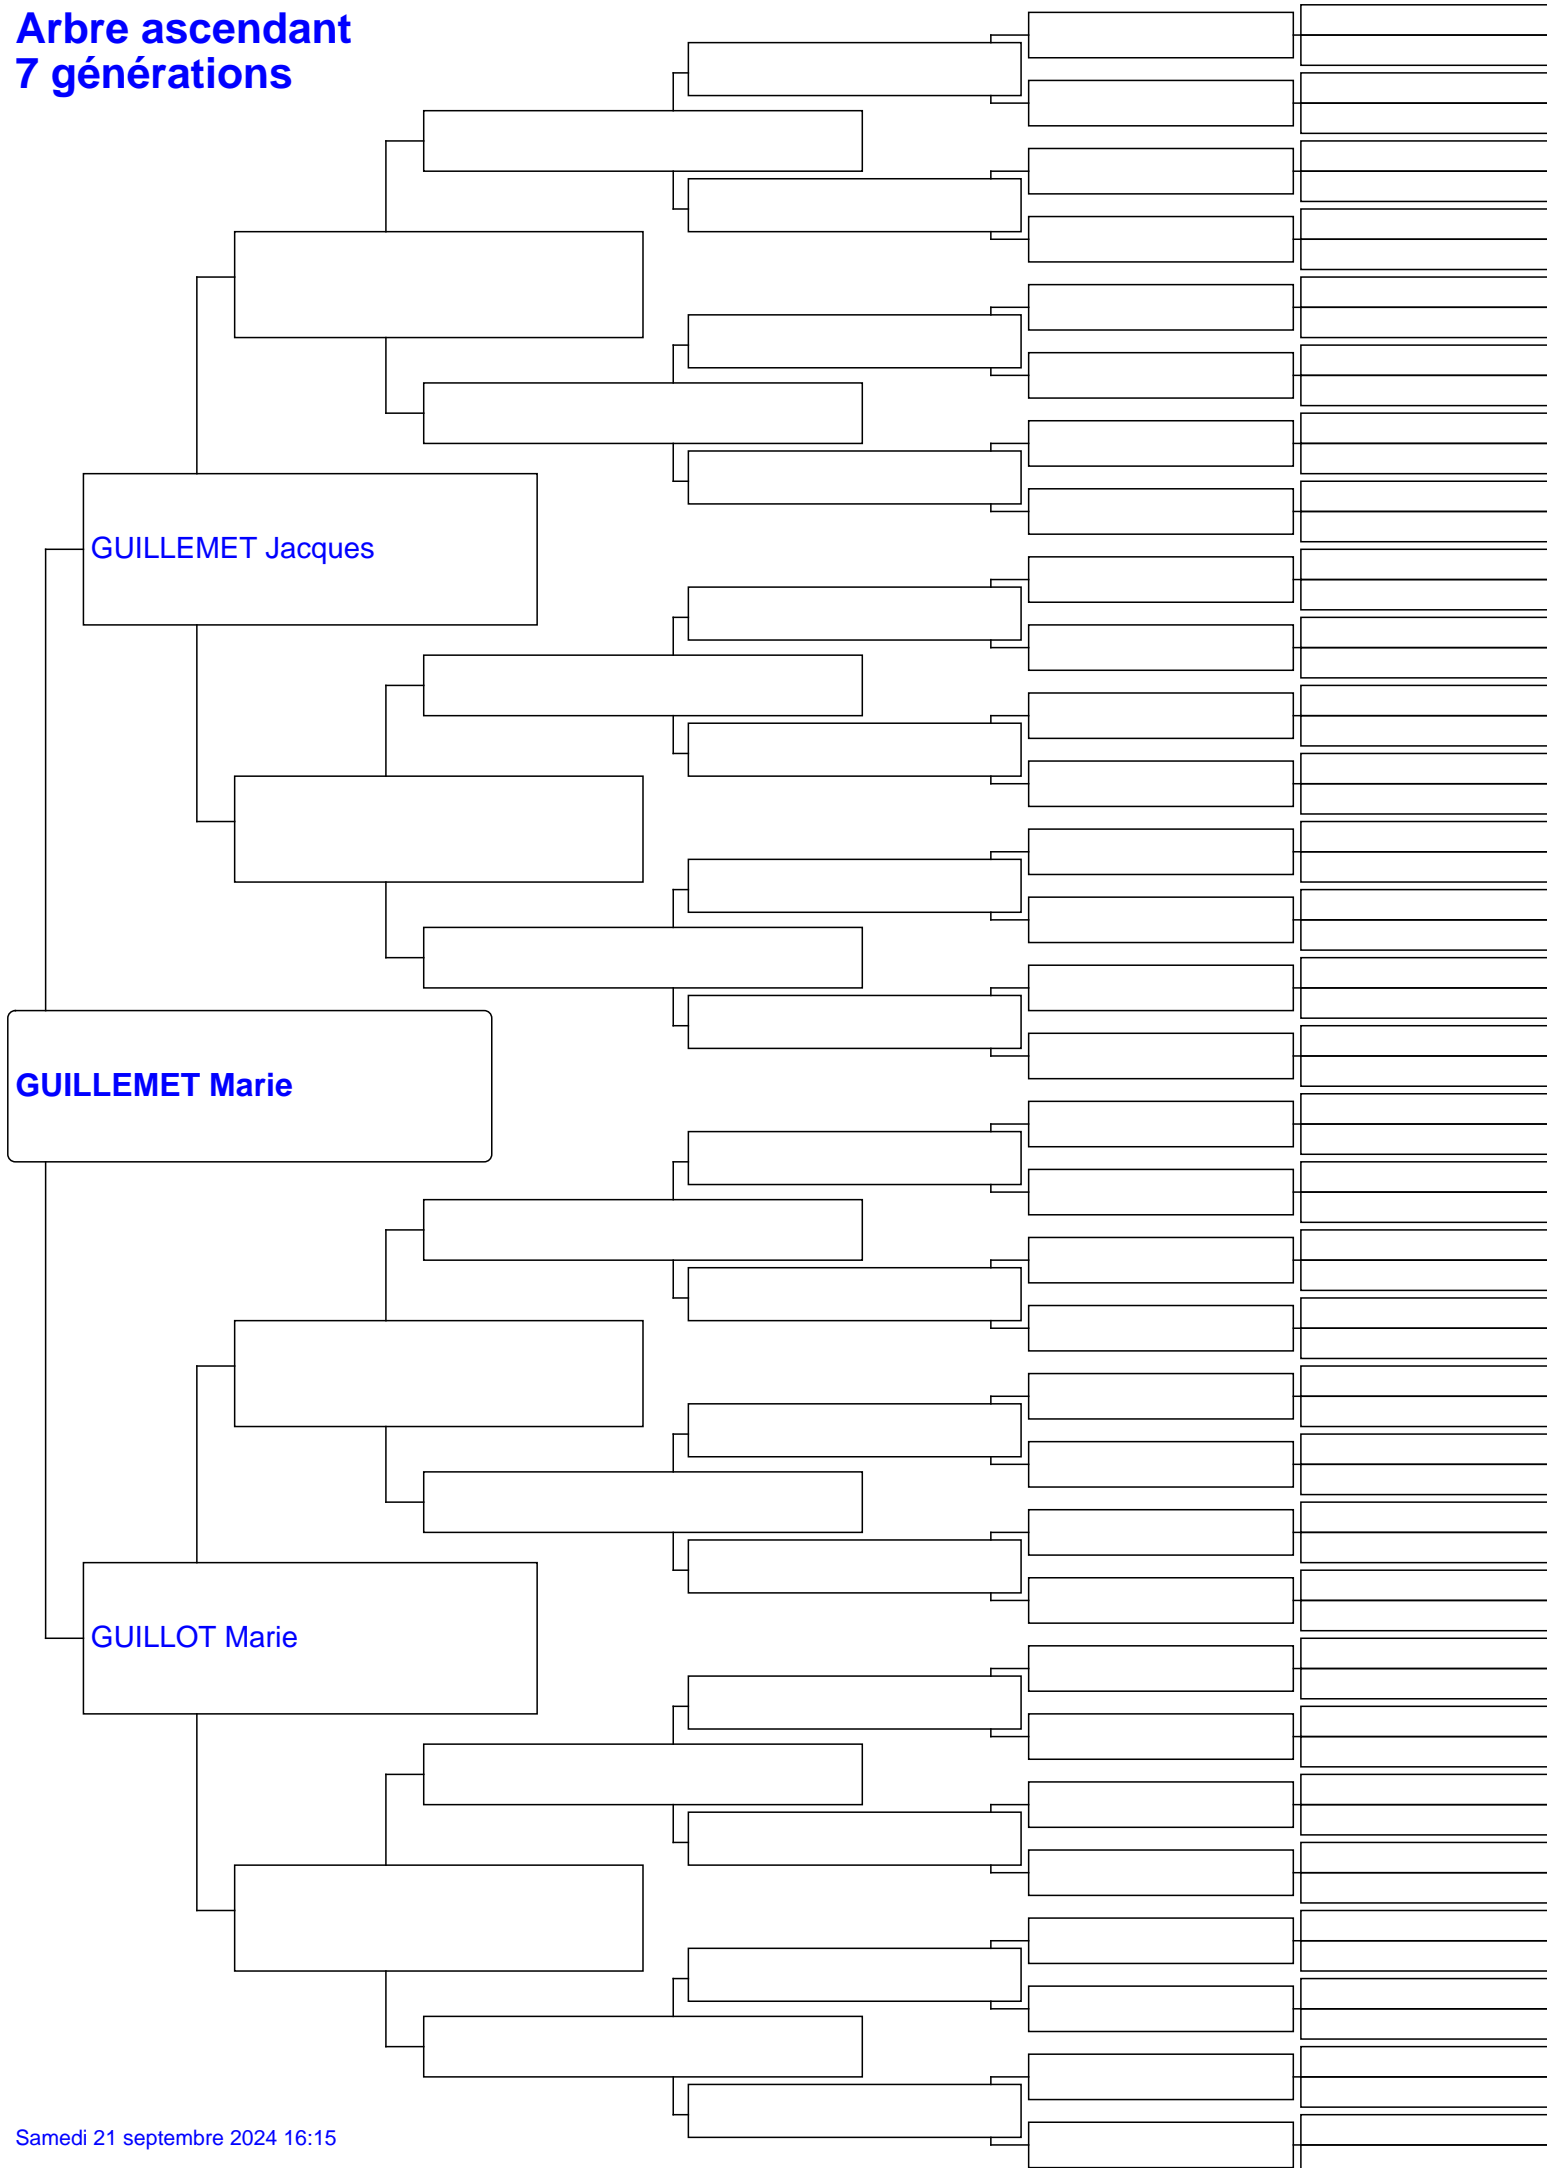 Arbre ascendant
7 générations
GUILLEMET Jacques
GUILLEMET Marie
GUILLOT Marie
Samedi 21 septembre 2024 16:15